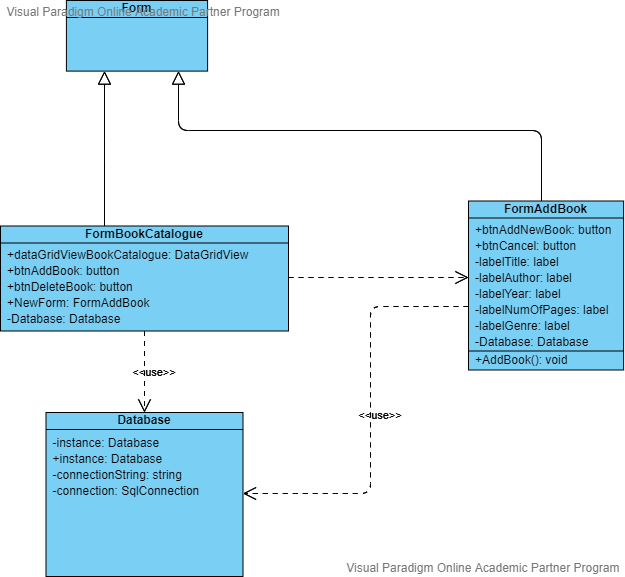 Visual Paradigm Online Academic Partner Program
Form
FormBookCatalogue
+dataGridViewBookCatalogue: DataGridView
+btnAddBook: button
+btnDeleteBook: button
+NewForm: FormAddBook
-Database: Database
FormAddBook
+btnAddNewBook: button
+btnCancel: button
-labelTitle: label
-labelAuthor: label
-labelYear: label
-labelNumOfPages: label
-labelGenre: label
-Database: Database
+AddBook(): void
<<use>>
<<use>>
Database
-instance: Database
+instance: Database
-connectionString: string
-connection: SqlConnection
Visual Paradigm Online Academic Partner Program